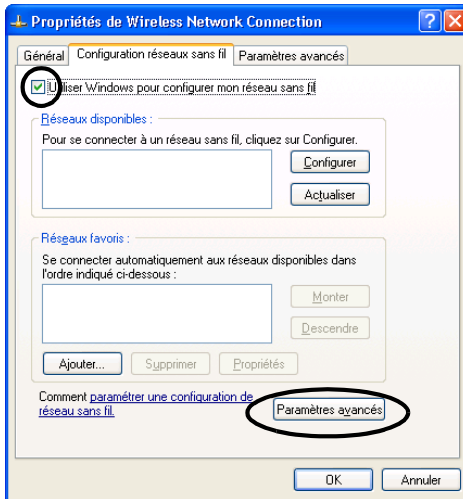 Propriétés de Wireless Network Connection
Général Configuration réseaux sans fil Paramètres avancés
Utiliser Windows pour configurer mon réseau sans fil
Réseaux disponibles :
Pour se connecter à un réseau sans fil, cliquez sur Configurer.
Configurer
Actualiser
Réseaux favoris :
Se connecter automatiquement aux réseaux disponibles dans
l'ordre indiqué ci-dessous :
Monter
Descendre
Ajouter... Supprimer Propriétés
Comment paramétrer une configuration de
réseau sans fil.
Paramètres avancés
OK Annuler